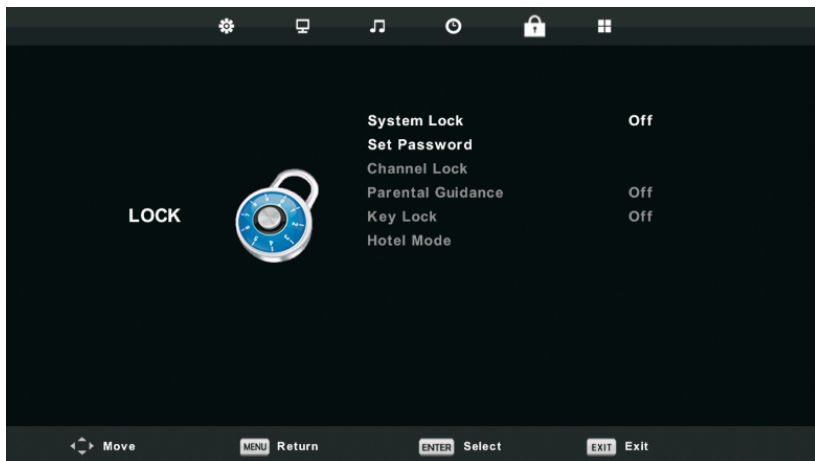 System Lock Off
Set Password
Channel Lock
Parental Guidance Off
LOCK
Key Lock Off
Hotel Mode
Move MENU Return ENTER Select EXIT Exit